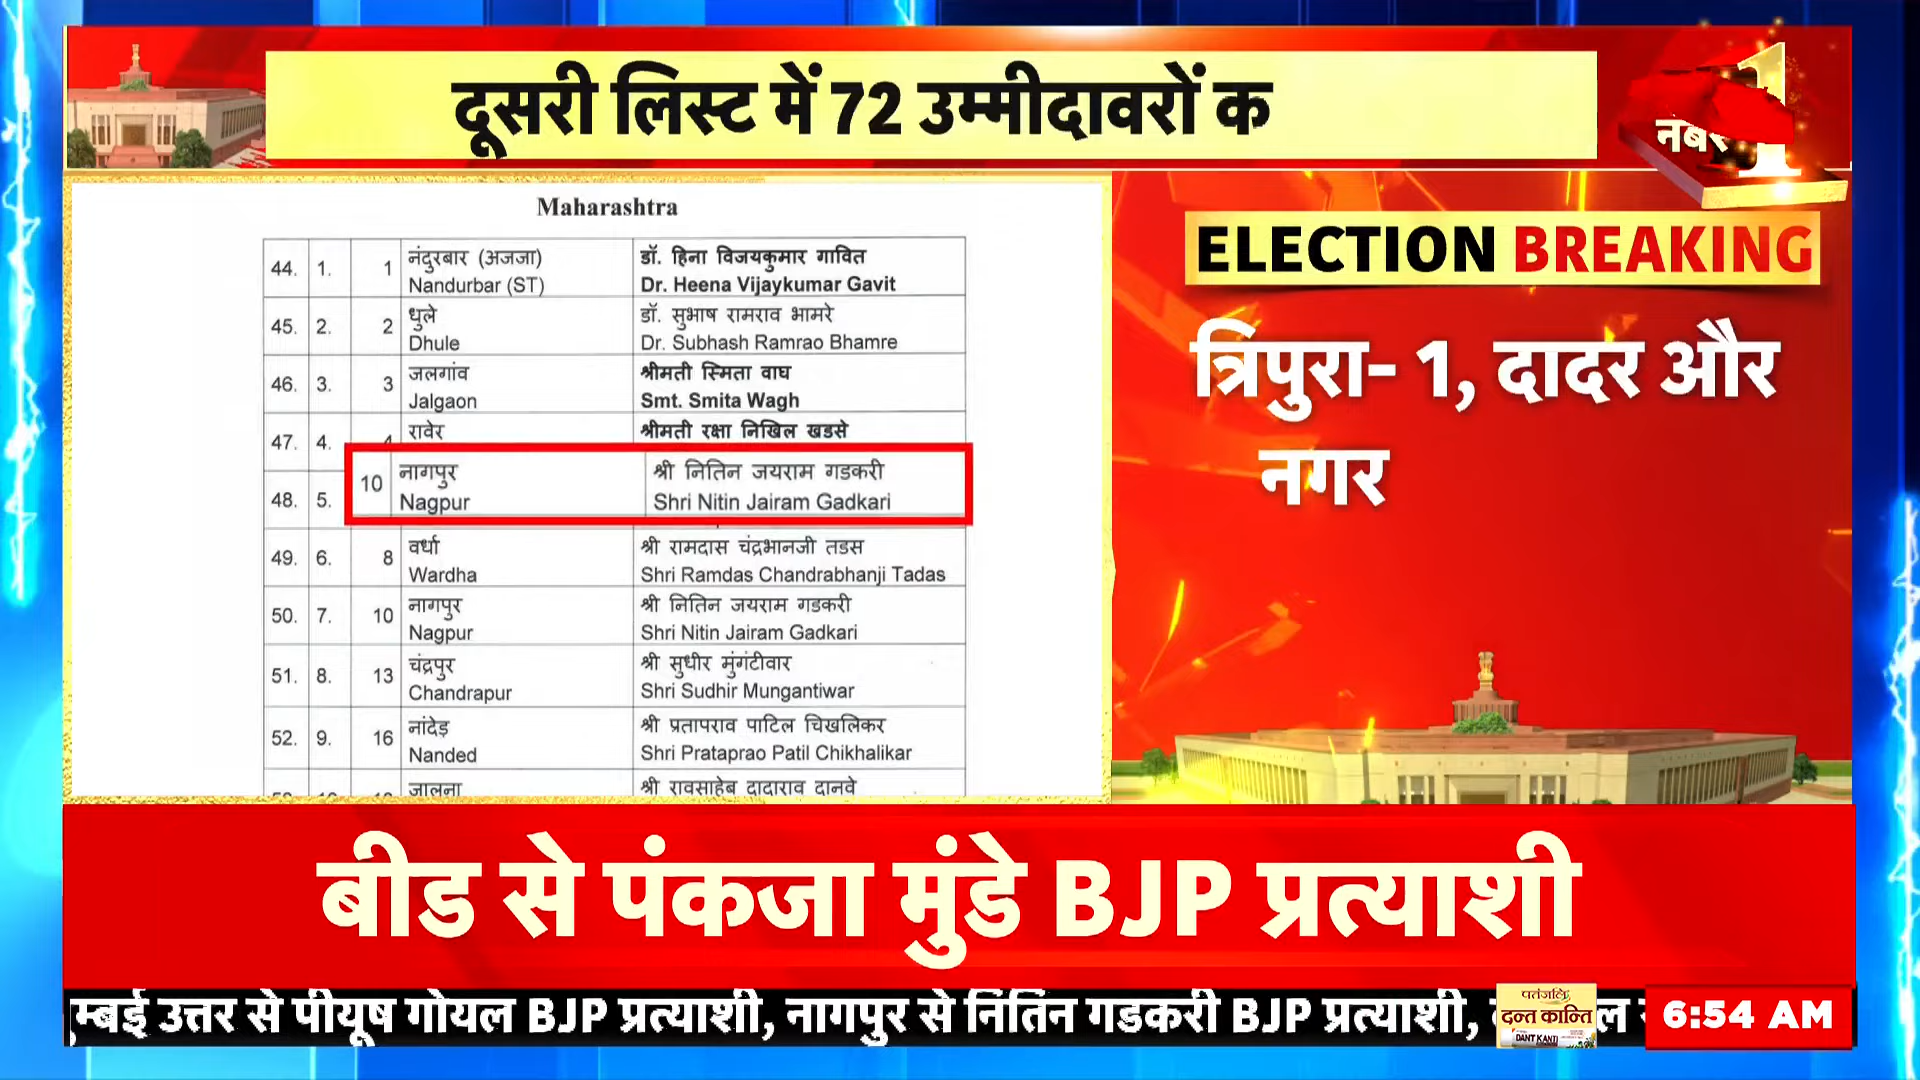 दूसरी लिस्ट में 72 उम्मीदवारों क
Maharashtra
44. 1. 1 नंदुरबार (अजजा) डॉ. हिना विजयकुमार गावित
Nandurbar (ST) Dr. Heena Vijaykumar Gavit
45. 2. 2 धुले डॉ. सुभाष रामराव भामरे
Dhule Dr. Subhash Ramrao Bhamre
46. 3. 3 जलगांव श्रीमती स्मिता वाघ
Jalgaon Smt. Smita Wagh
47. 4. 4 रावेर श्रीमती रक्षा निखिल खडसे
10 नागपुर श्री नितिन जयराम गडकरी
Nagpur Shri Nitin Jairam Gadkari
48. 5.
49. 6. 8 वर्धा श्री रामदास चंद्रभानजी तडस
Wardha Shri Ramdas Chandrabhanji Tadas
50. 7. 10 नागपुर श्री नितिन जयराम गडकरी
Nagpur Shri Nitin Jairam Gadkari
51. 8. 13 चंद्रपुर श्री सुधीर मुंगंटीवार
Chandrapur Shri Sudhir Mungantiwar
52. 9. 16 नांदेड़ श्री प्रतापराव पाटिल चिखलिकर
Nanded Shri Prataprao Patil Chikhalikar
जालना श्री रावसाहेब दादाराव दानवे
ELECTION BREAKING
त्रिपुरा- 1, दादर और
नगर
बीड से पंकजा मुंडे BJP प्रत्याशी
म्बई उत्तर से पीयूष गोयल BJP प्रत्याशी, नागपुर से नितिन गडकरी BJP प्रत्याशी,
पतंजलि
दन्त कान्ति
DANT KANTI
6:54 AM